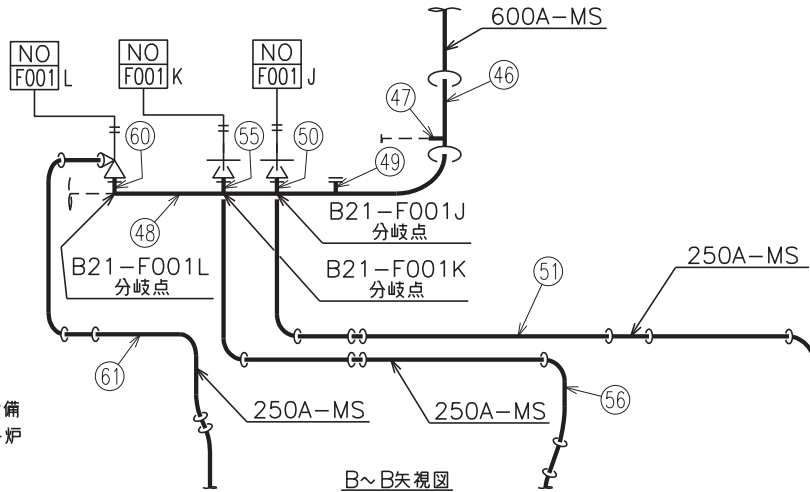 600A-MS
NO
F001 L
NO
F001 K
NO
F001 J
46
47
60
55
50
49
48
B21-F001J
分岐点
B21-F001L
分岐点
B21-F001K
分岐点
51
250A-MS
61
250A-MS
250A-MS
56
備
炉
B~B矢視図